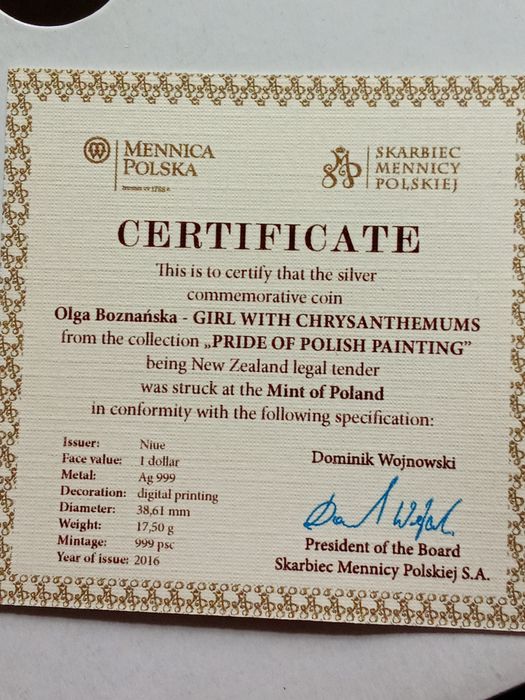 MENNICA
POLSKA
SKARBIEC
MENNICY
POLSKIEJ
CERTIFICATE
This is to certify that the silver
commemorative coin
Olga Boznańska - GIRL WITH CHRYSANTHEMUMS
from the collection „PRIDE OF POLISH PAINTING”
being New Zealand legal tender
was struck at the Mint of Poland
in conformity with the following specification:
Issuer: Niue
Face value: 1 dollar
Metal: Ag 999
Decoration: digital printing
Diameter: 38,61 mm
Weight: 17,50 g
Mintage: 999 psc
Year of issue: 2016
Dominik Wojnowski
President of the Board
Skarbiec Mennicy Polskiej S.A.